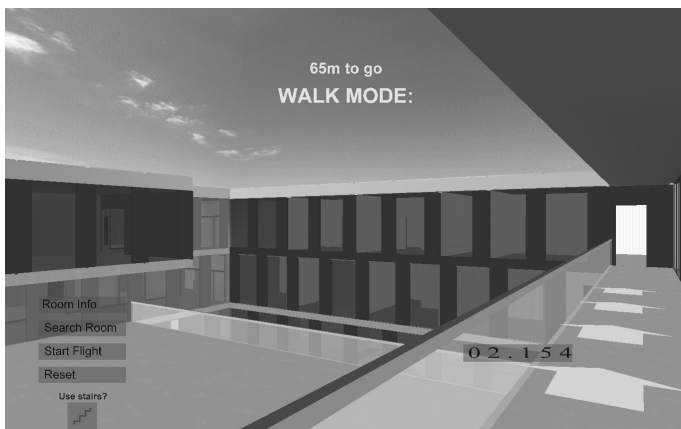 65m to go
WALK MODE:
Room Info
Search Room
Start Flight
Reset
Use stairs?
02.154